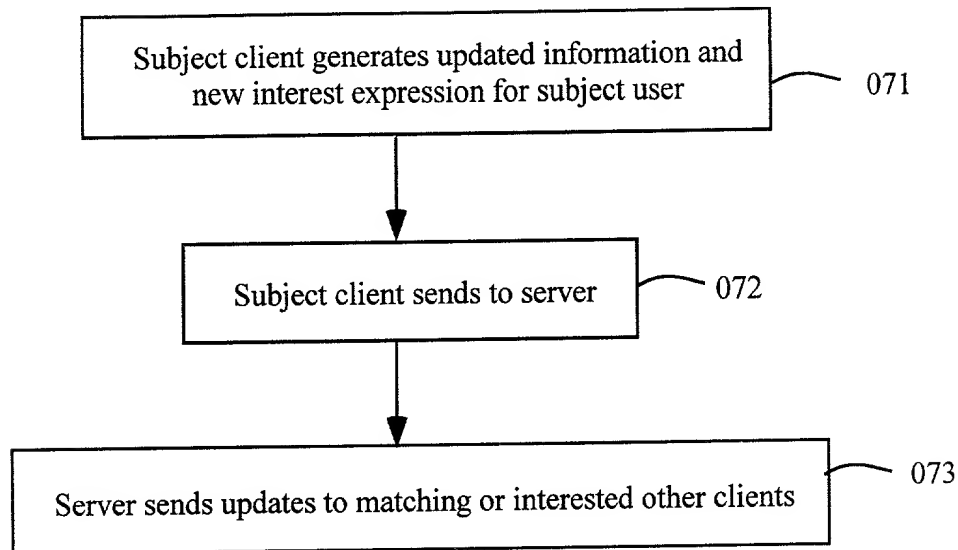 Subject client generates updated information and
new interest expression for subject user
071
Subject client sends to server
072
Server sends updates to matching or interested other clients
073